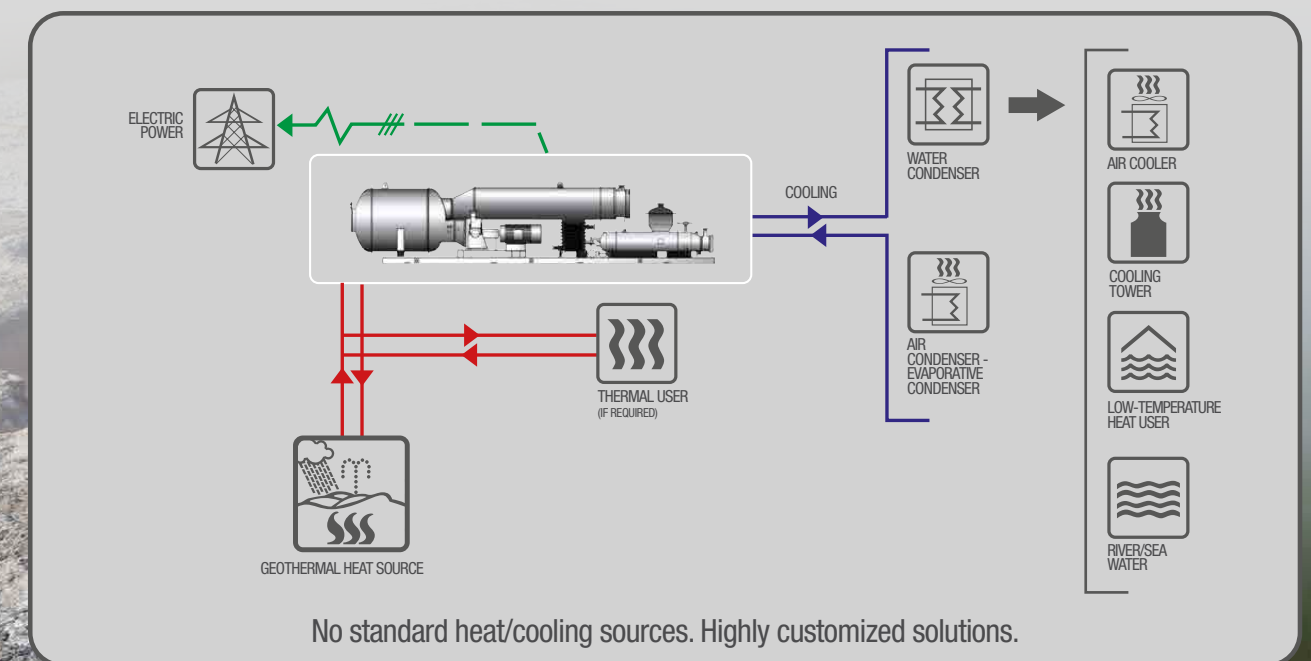 ELECTRIC
POWER
COOLING
WATER
CONDENSER
AIR COOLER
COOLING
TOWER
AIR
CONDENSER -
EVAPORATIVE
CONDENSER
THERMAL USER
(IF REQUIRED)
LOW-TEMPERATURE
HEAT USER
RIVER/SEA
WATER
GEOTHERMAL HEAT SOURCE
No standard heat/cooling sources. Highly customized solutions.